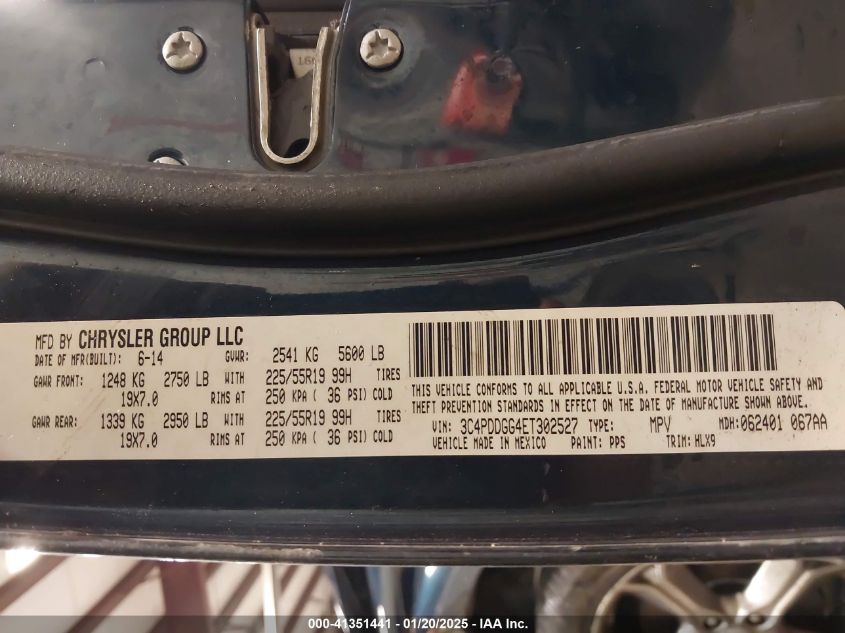 MFD BY CHRYSLER GROUP LLC
DATE OF MFR(BUILT): 6-14 GVWR: 2541 KG 5600 LB
GAWR FRONT: 1248 KG 2750 LB WITH 225/55R19 99H TIRES
19X7.0 RIMS AT 250 KPA ( 36 PSI) COLD
GAWR REAR: 1339 KG 2950 LB WITH 225/55R19 99H TIRES
19X7.0 RIMS AT 250 KPA ( 36 PSI) COLD
THIS VEHICLE CONFORMS TO ALL APPLICABLE U.S.A. FEDERAL MOTOR VEHICLE SAFETY AND
THEFT PREVENTION STANDARDS IN EFFECT ON THE DATE OF MANUFACTURE SHOWN ABOVE.
VIN: 3C4PDDGG4ET302527 TYPE: MPV MDH:062401 067AA
VEHICLE MADE IN MEXICO PAINT: PPS TRIM: HLX9
000-41351441 - 01/20/2025 - IAA Inc.